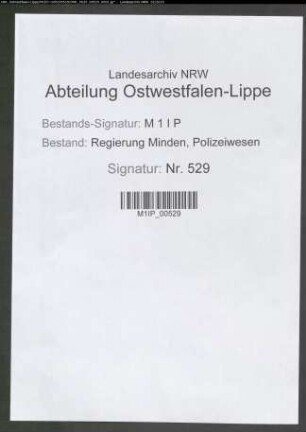 Landesarchiv NRW
Abteilung Ostwestfalen-Lippe
Bestands-Signatur: M 1 I P
Bestand: Regierung Minden, Polizeiwesen
Signatur: Nr. 529
M1IP_00529